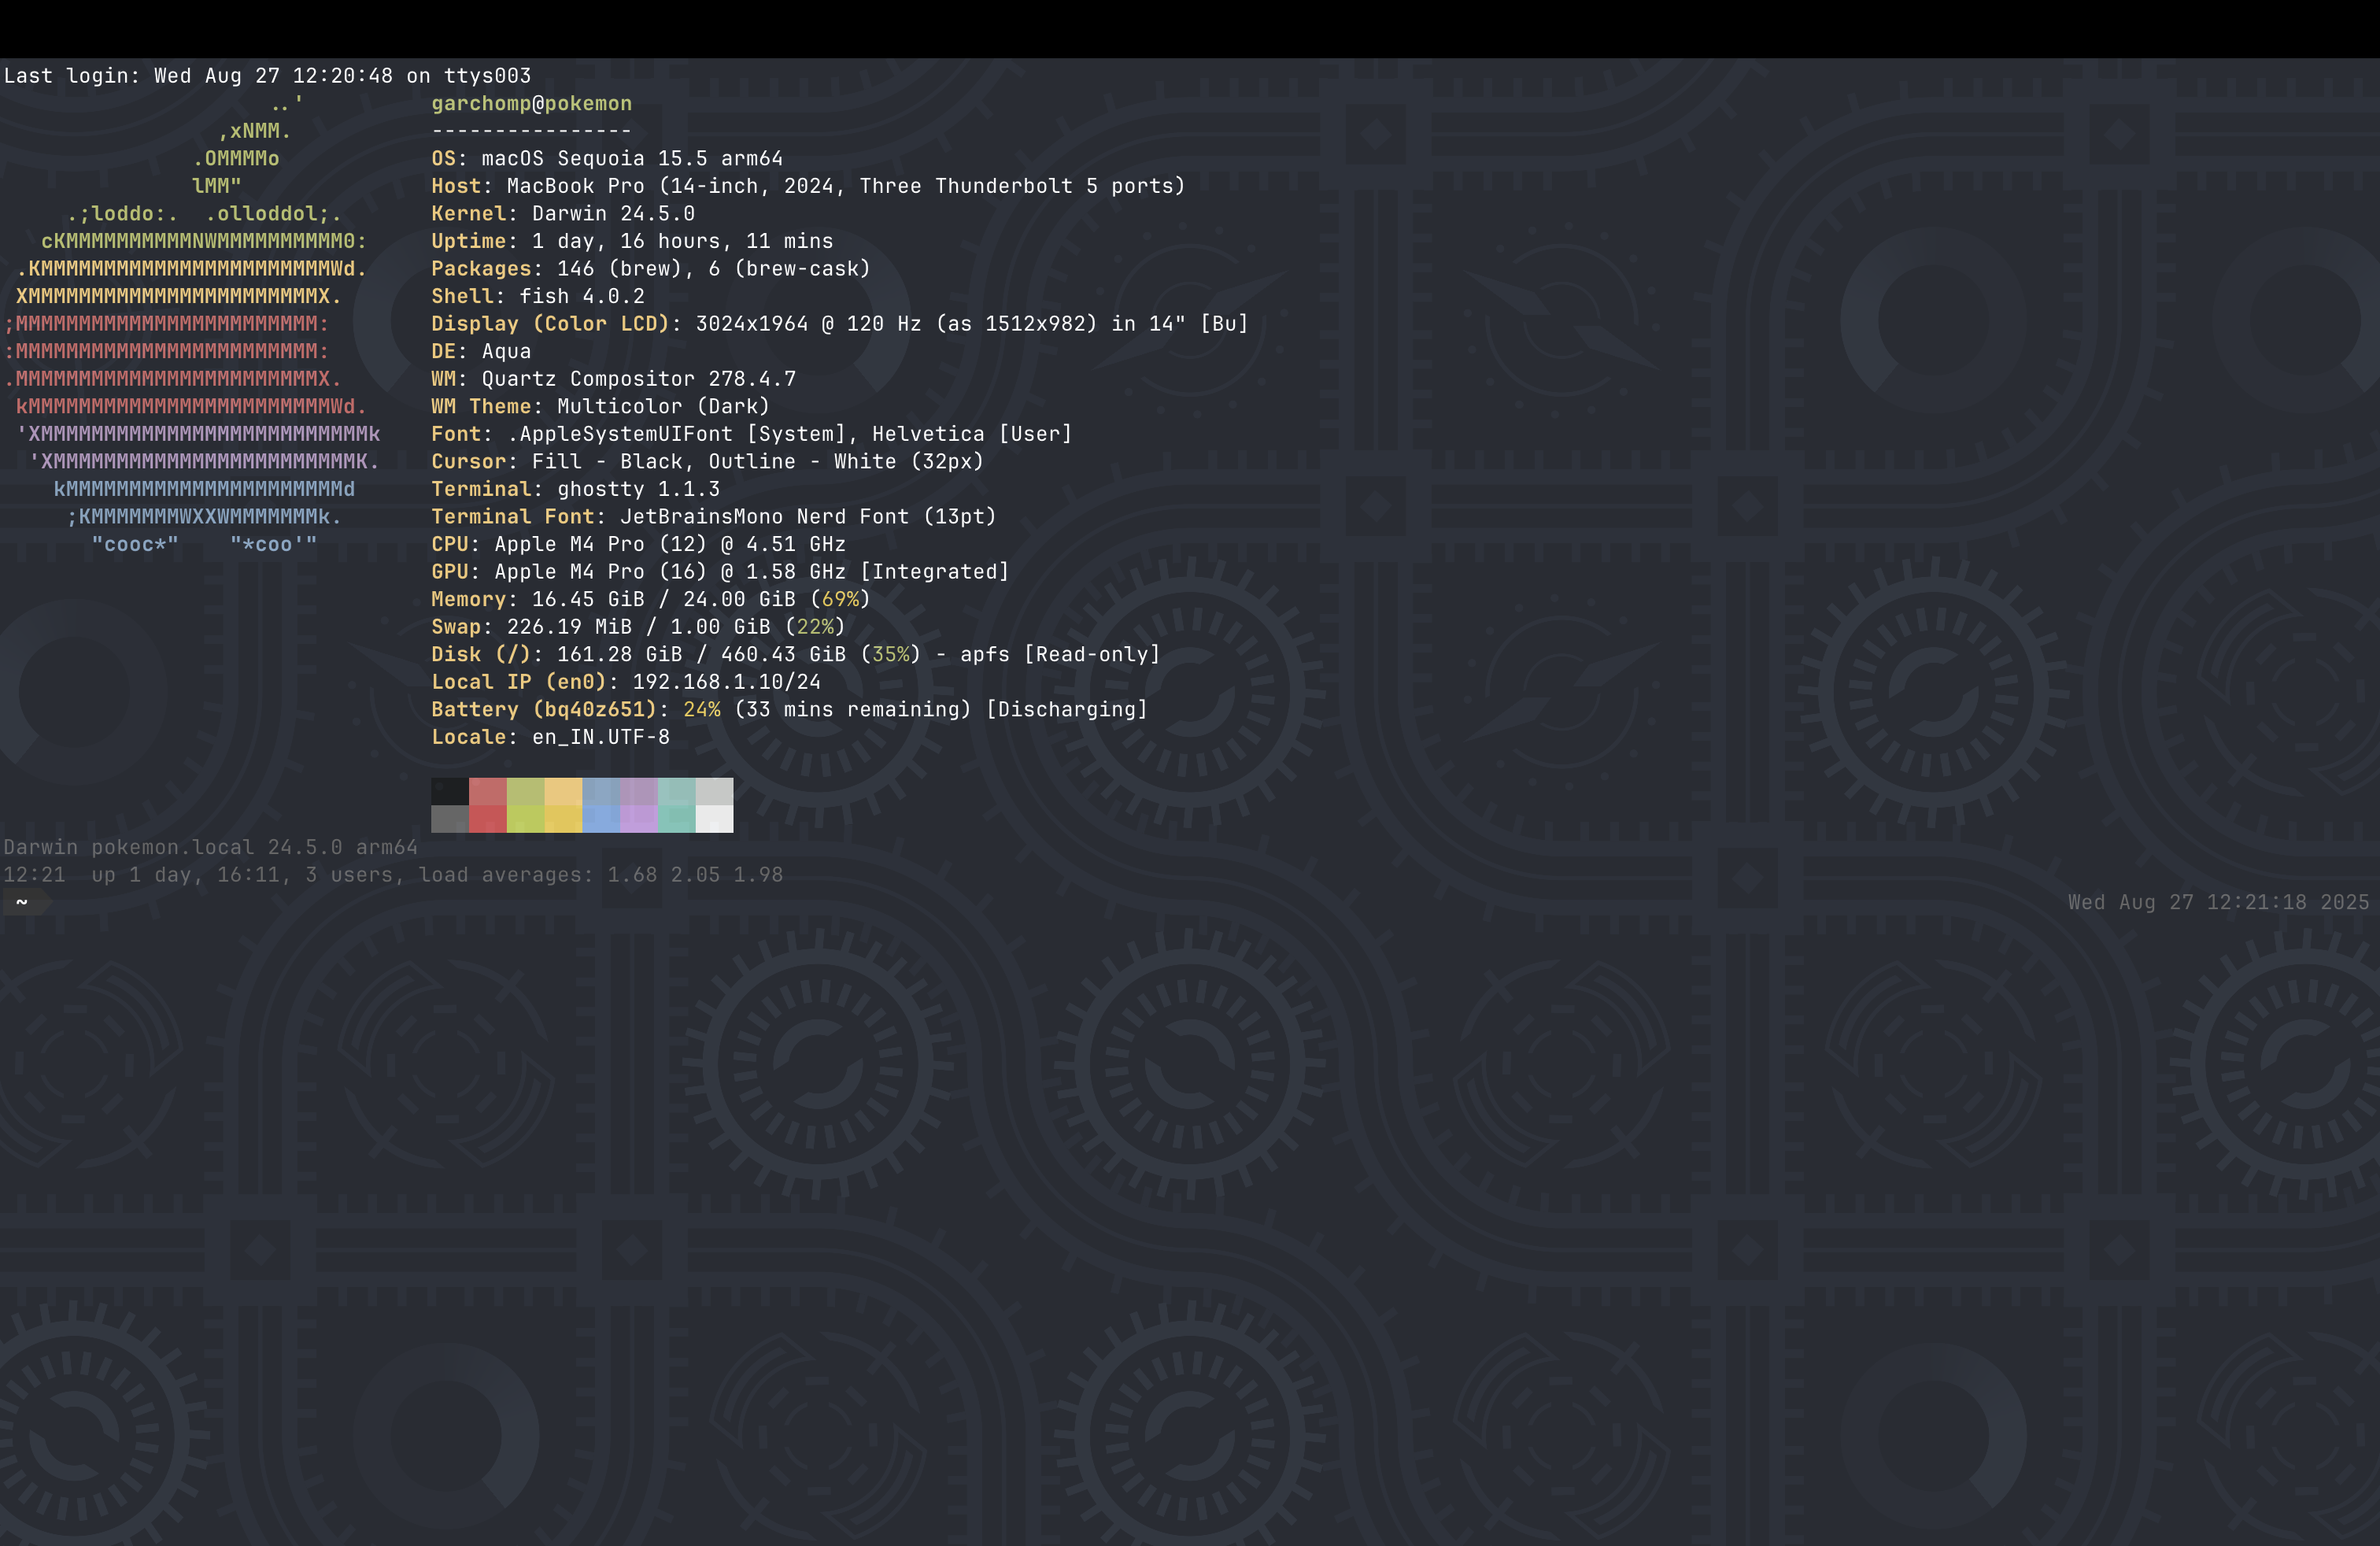 Last login: Wed Aug 27 12:20:48 on ttys003
                     ..'          garchomp@pokemon
                 ,xNMM.           ----------------
               .OMMMMo            OS: macOS Sequoia 15.5 arm64
               lMM"               Host: MacBook Pro (14-inch, 2024, Three Thunderbolt 5 ports)
     .;loddo:.  .olloddol;.       Kernel: Darwin 24.5.0
   cKMMMMMMMMMMNWMMMMMMMMMM0:     Uptime: 1 day, 16 hours, 11 mins
 .KMMMMMMMMMMMMMMMMMMMMMMMWd.     Packages: 146 (brew), 6 (brew-cask)
 XMMMMMMMMMMMMMMMMMMMMMMMX.       Shell: fish 4.0.2
;MMMMMMMMMMMMMMMMMMMMMMMM:        Display (Color LCD): 3024x1964 @ 120 Hz (as 1512x982) in 14" [Bu]
:MMMMMMMMMMMMMMMMMMMMMMMM:        DE: Aqua
.MMMMMMMMMMMMMMMMMMMMMMMMX.       WM: Quartz Compositor 278.4.7
 kMMMMMMMMMMMMMMMMMMMMMMMMWd.     WM Theme: Multicolor (Dark)
 'XMMMMMMMMMMMMMMMMMMMMMMMMMMk    Font: .AppleSystemUIFont [System], Helvetica [User]
  'XMMMMMMMMMMMMMMMMMMMMMMMMK.    Cursor: Fill - Black, Outline - White (32px)
    kMMMMMMMMMMMMMMMMMMMMMMd      Terminal: ghostty 1.1.3
     ;KMMMMMMMWXXWMMMMMMMk.       Terminal Font: JetBrainsMono Nerd Font (13pt)
       "cooc*"    "*coo'"         CPU: Apple M4 Pro (12) @ 4.51 GHz
GPU: Apple M4 Pro (16) @ 1.58 GHz [Integrated]
Memory: 16.45 GiB / 24.00 GiB (69%)
Swap: 226.19 MiB / 1.00 GiB (22%)
Disk (/): 161.28 GiB / 460.43 GiB (35%) - apfs [Read-only]
Local IP (en0): 192.168.1.10/24
Battery (bq40z651): 24% (33 mins remaining) [Discharging]
Locale: en_IN.UTF-8
Darwin pokemon.local 24.5.0 arm64
12:21  up 1 day, 16:11, 3 users, load averages: 1.68 2.05 1.98
~ Wed Aug 27 12:21:18 2025